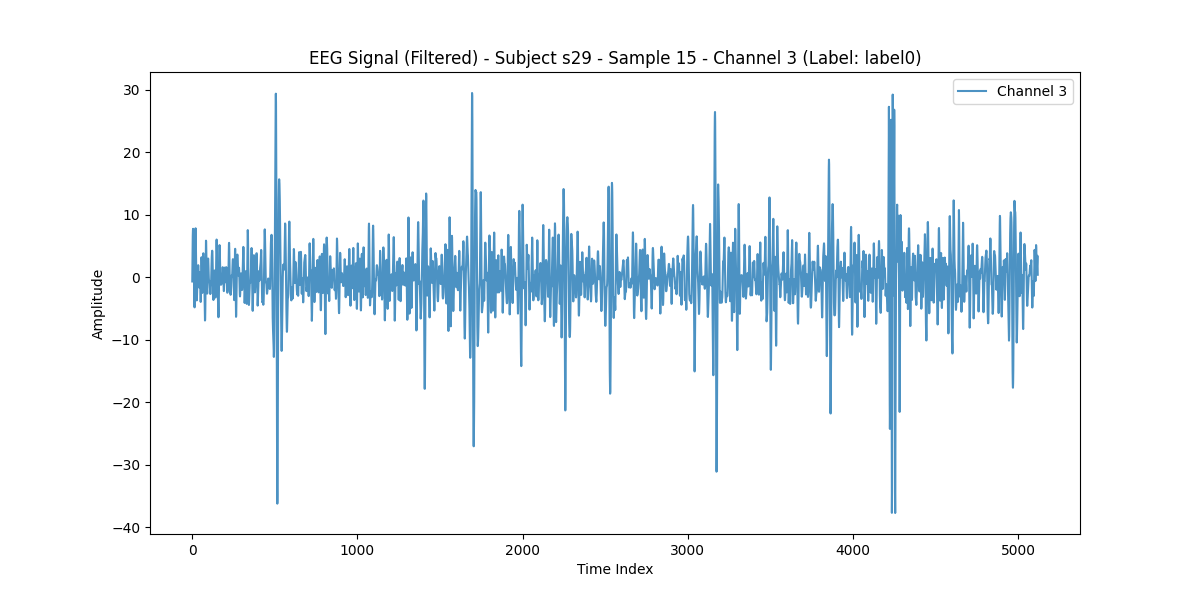 EEG Signal (Filtered) - Subject s29 - Sample 15 - Channel 3 (Label: label0)
Channel 3
30
20
10
0
−10
−20
−30
−40
Amplitude
0 1000 2000 3000 4000 5000
Time Index